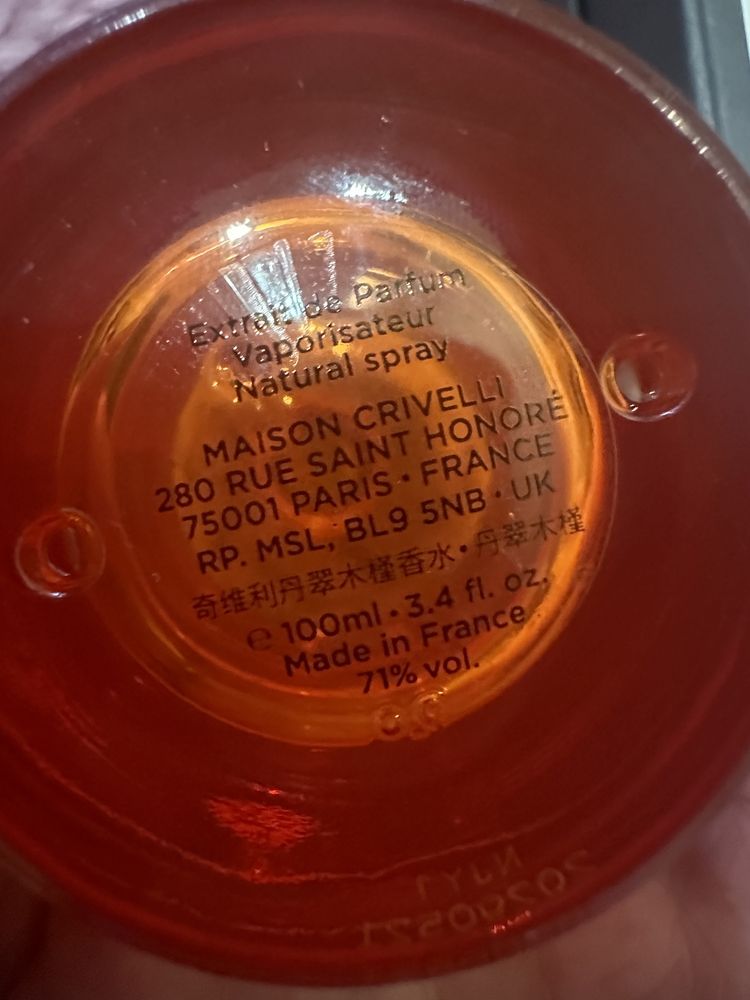 Extrait de Parfum
Vaporisateur
Natural spray
MAISON CRIVELLI
280 RUE SAINT HONORÉ
75001 PARIS · FRANCE
RP. MSL, BL9 5NB · UK
奇维利丹翠木槿香水 · 丹翠木槿
℮ 100ml · 3.4 fl. oz.
Made in France
71% vol.